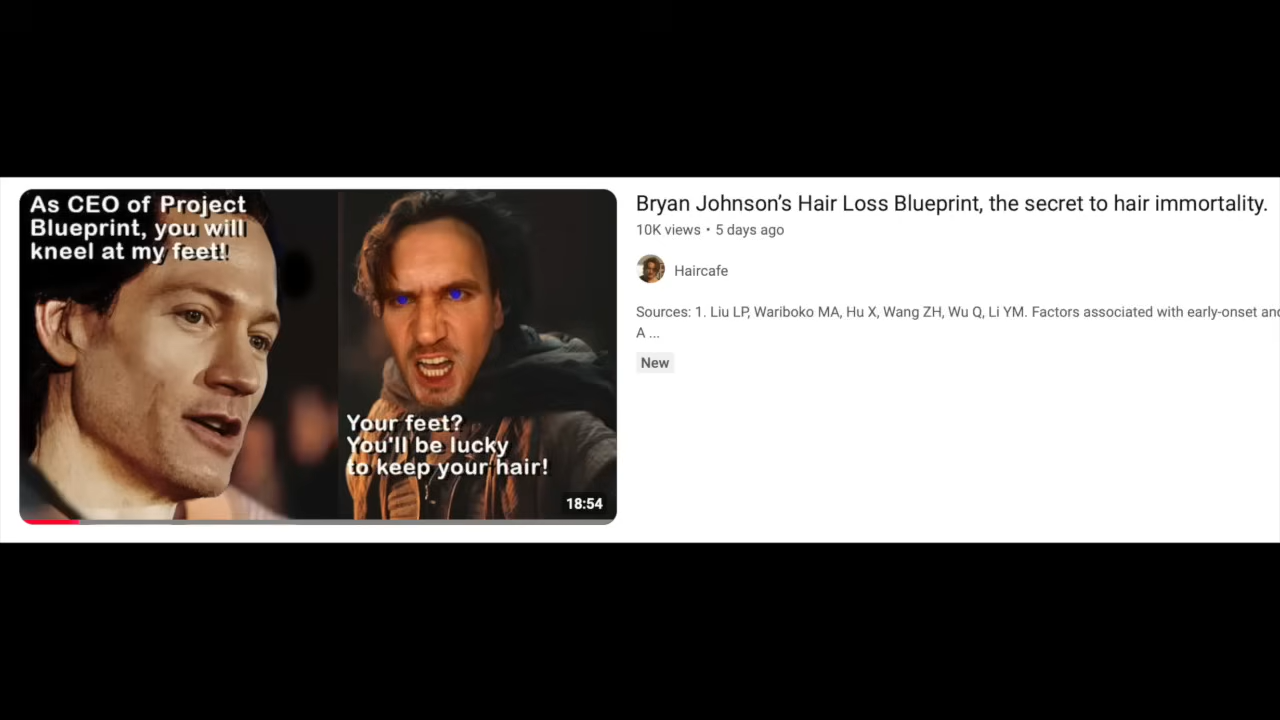 As CEO of Project
Blueprint, you will
kneel at my feet!
Your feet?
You'll be lucky
to keep your hair!
18:54
Bryan Johnson’s Hair Loss Blueprint, the secret to hair immortality.
10K views • 5 days ago
Haircafe
Sources: 1. Liu LP, Wariboko MA, Hu X, Wang ZH, Wu Q, Li YM. Factors associated with early-onset and
A ...
New